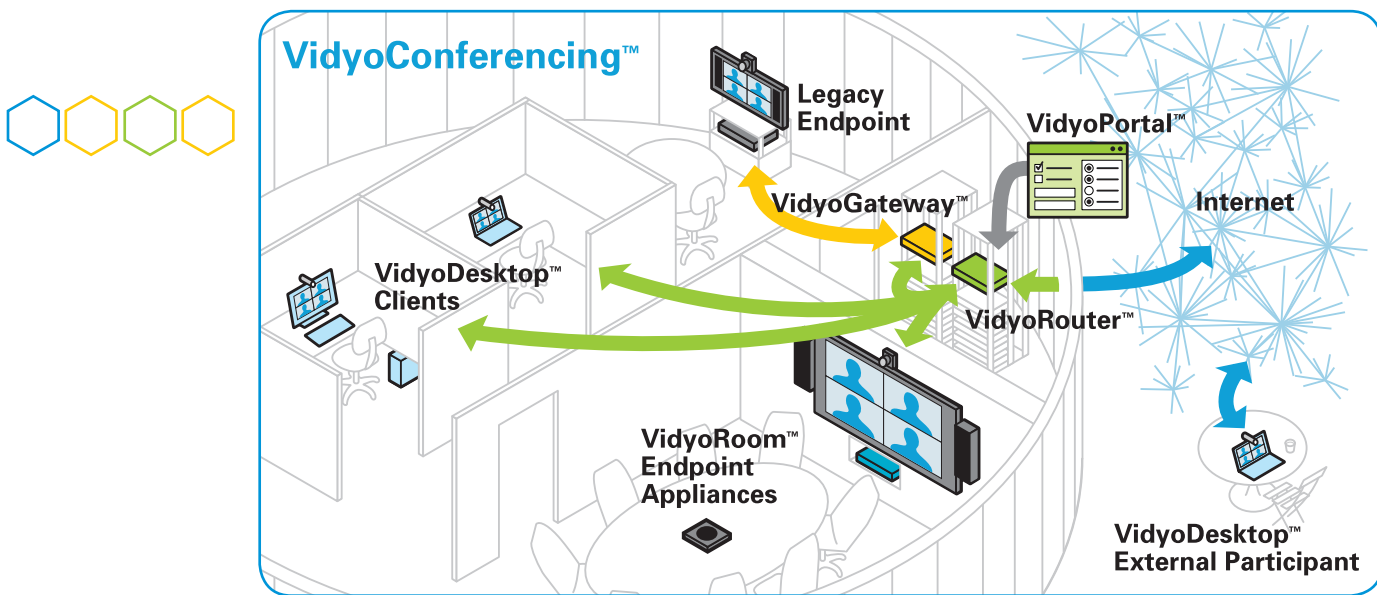 VidyoConferencing™
Legacy
Endpoint
VidyoPortal™
VidyoGateway™
Internet
VidyoDesktop™
Clients
VidyoRouter™
VidyoRoom™
Endpoint
Appliances
VidyoDesktop™
External Participant